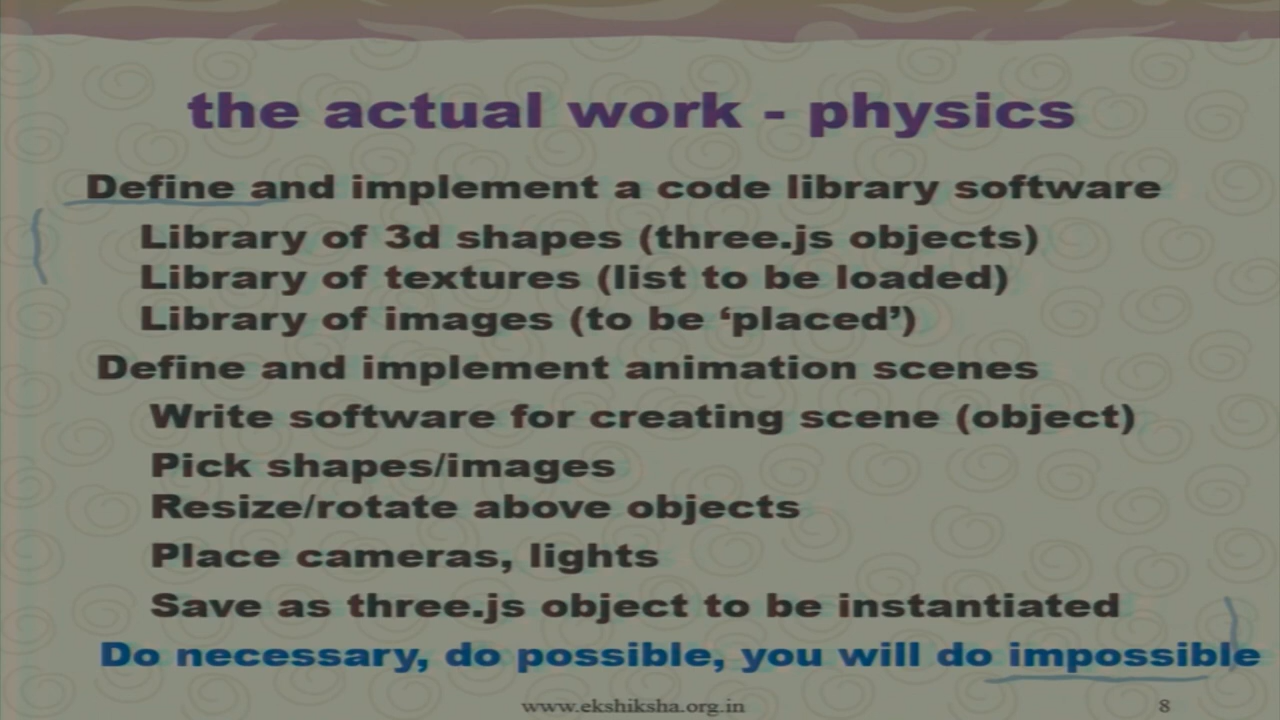 the actual work - physics
Define and implement a code library software
Library of 3d shapes (three.js objects)
Library of textures (list to be loaded)
Library of images (to be ‘placed’)
Define and implement animation scenes
Write software for creating scene (object)
Pick shapes/images
Resize/rotate above objects
Place cameras, lights
Save as three.js object to be instantiated
Do necessary, do possible, you will do impossible
www.ekshiksha.org.in 8